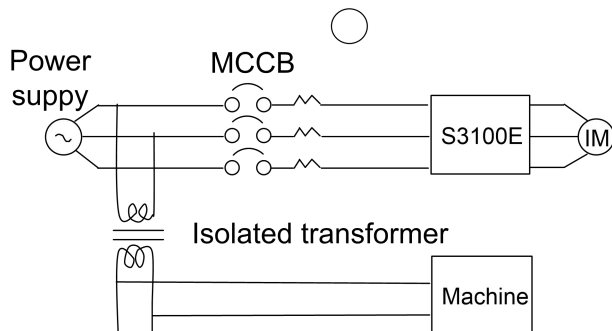 Power
suppy
MCCB
S3100E
IM
Isolated transformer
Machine